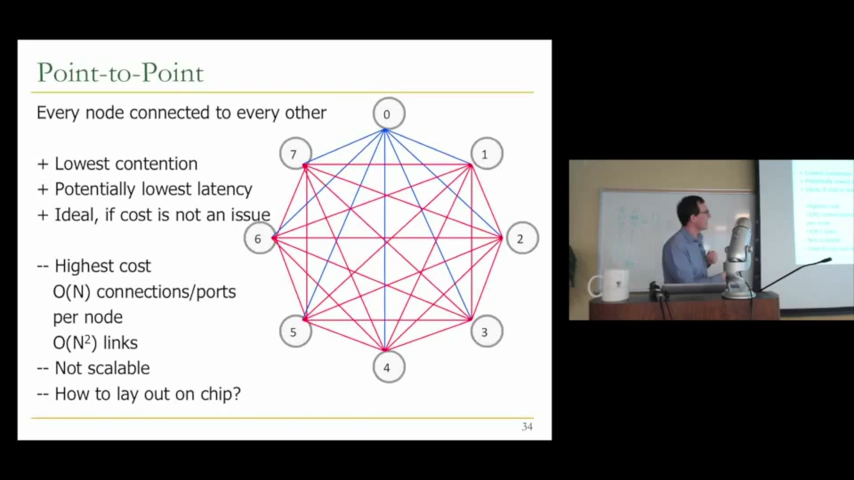 Point-to-Point
Every node connected to every other
+ Lowest contention
+ Potentially lowest latency
+ Ideal, if cost is not an issue
-- Highest cost
O(N) connections/ports
per node
O(N²) links
-- Not scalable
-- How to lay out on chip?
0
1
2
3
4
5
6
7
34